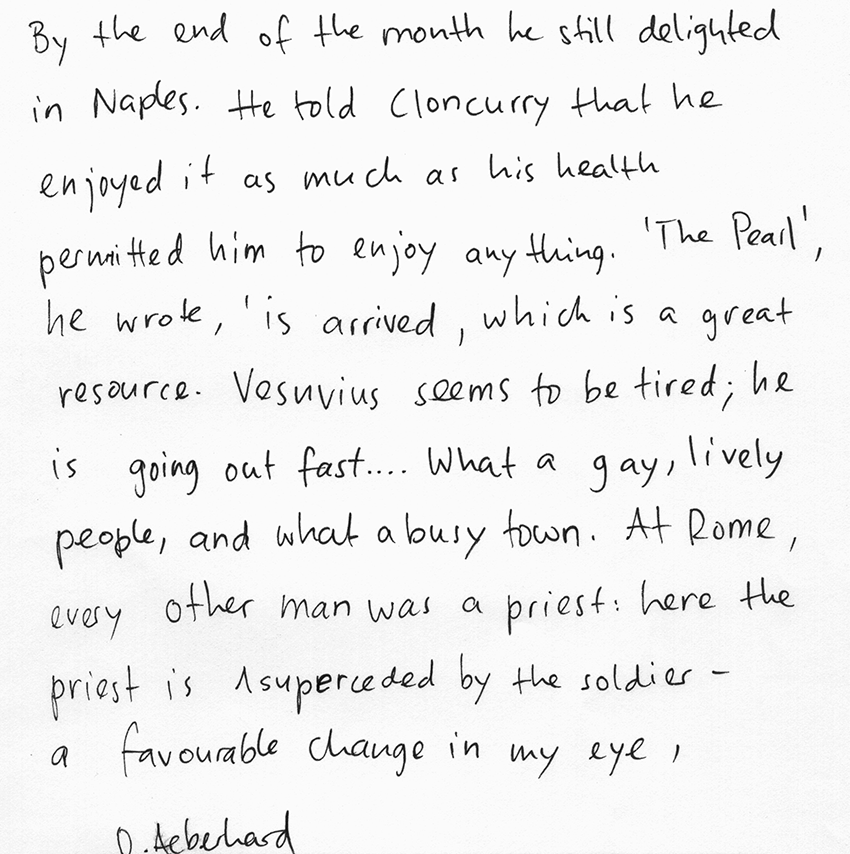 By the end of the month he still delighted
in Naples. He told Cloncurry that he
enjoyed it as much as his health
permitted him to enjoy anything. 'The Pearl',
he wrote, 'is arrived, which is a great
resource. Vesuvius seems to be tired; he
is going out fast.... What a gay, lively
people, and what a busy town. At Rome,
every other man was a priest: here the
priest is superceded by the soldier -
a favourable change in my eye,
D. Aeberhard